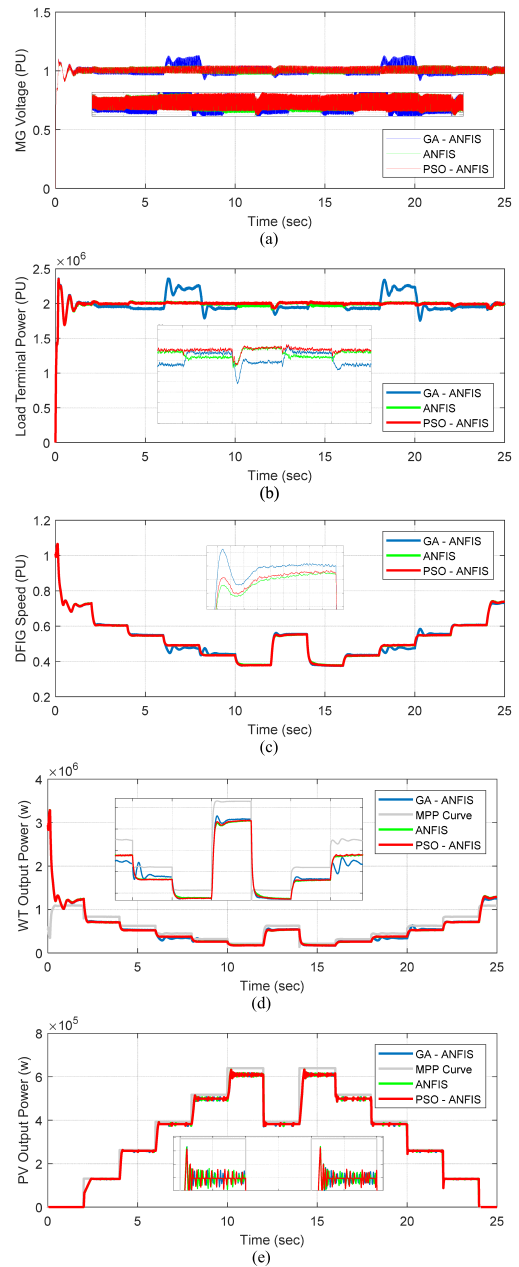 1.5
1
0.5
0
MG Voltage (PU)
GA - ANFIS
ANFIS
PSO - ANFIS
0 5 10 15 20 25
Time (sec)
(a)
×10^6
2.5
2
1.5
1
0.5
0
Load Terminal Power (PU)
GA - ANFIS
ANFIS
PSO - ANFIS
0 5 10 15 20 25
Time (sec)
(b)
1.2
1
0.8
0.6
0.4
0.2
DFIG Speed (PU)
GA - ANFIS
ANFIS
PSO - ANFIS
0 5 10 15 20 25
Time (sec)
(c)
×10^6
4
3
2
1
0
WT Output Power (w)
GA - ANFIS
MPP Curve
ANFIS
PSO - ANFIS
0 5 10 15 20 25
Time (sec)
(d)
×10^5
8
6
4
2
0
PV Output Power (w)
GA - ANFIS
MPP Curve
ANFIS
PSO - ANFIS
0 5 10 15 20 25
Time (sec)
(e)